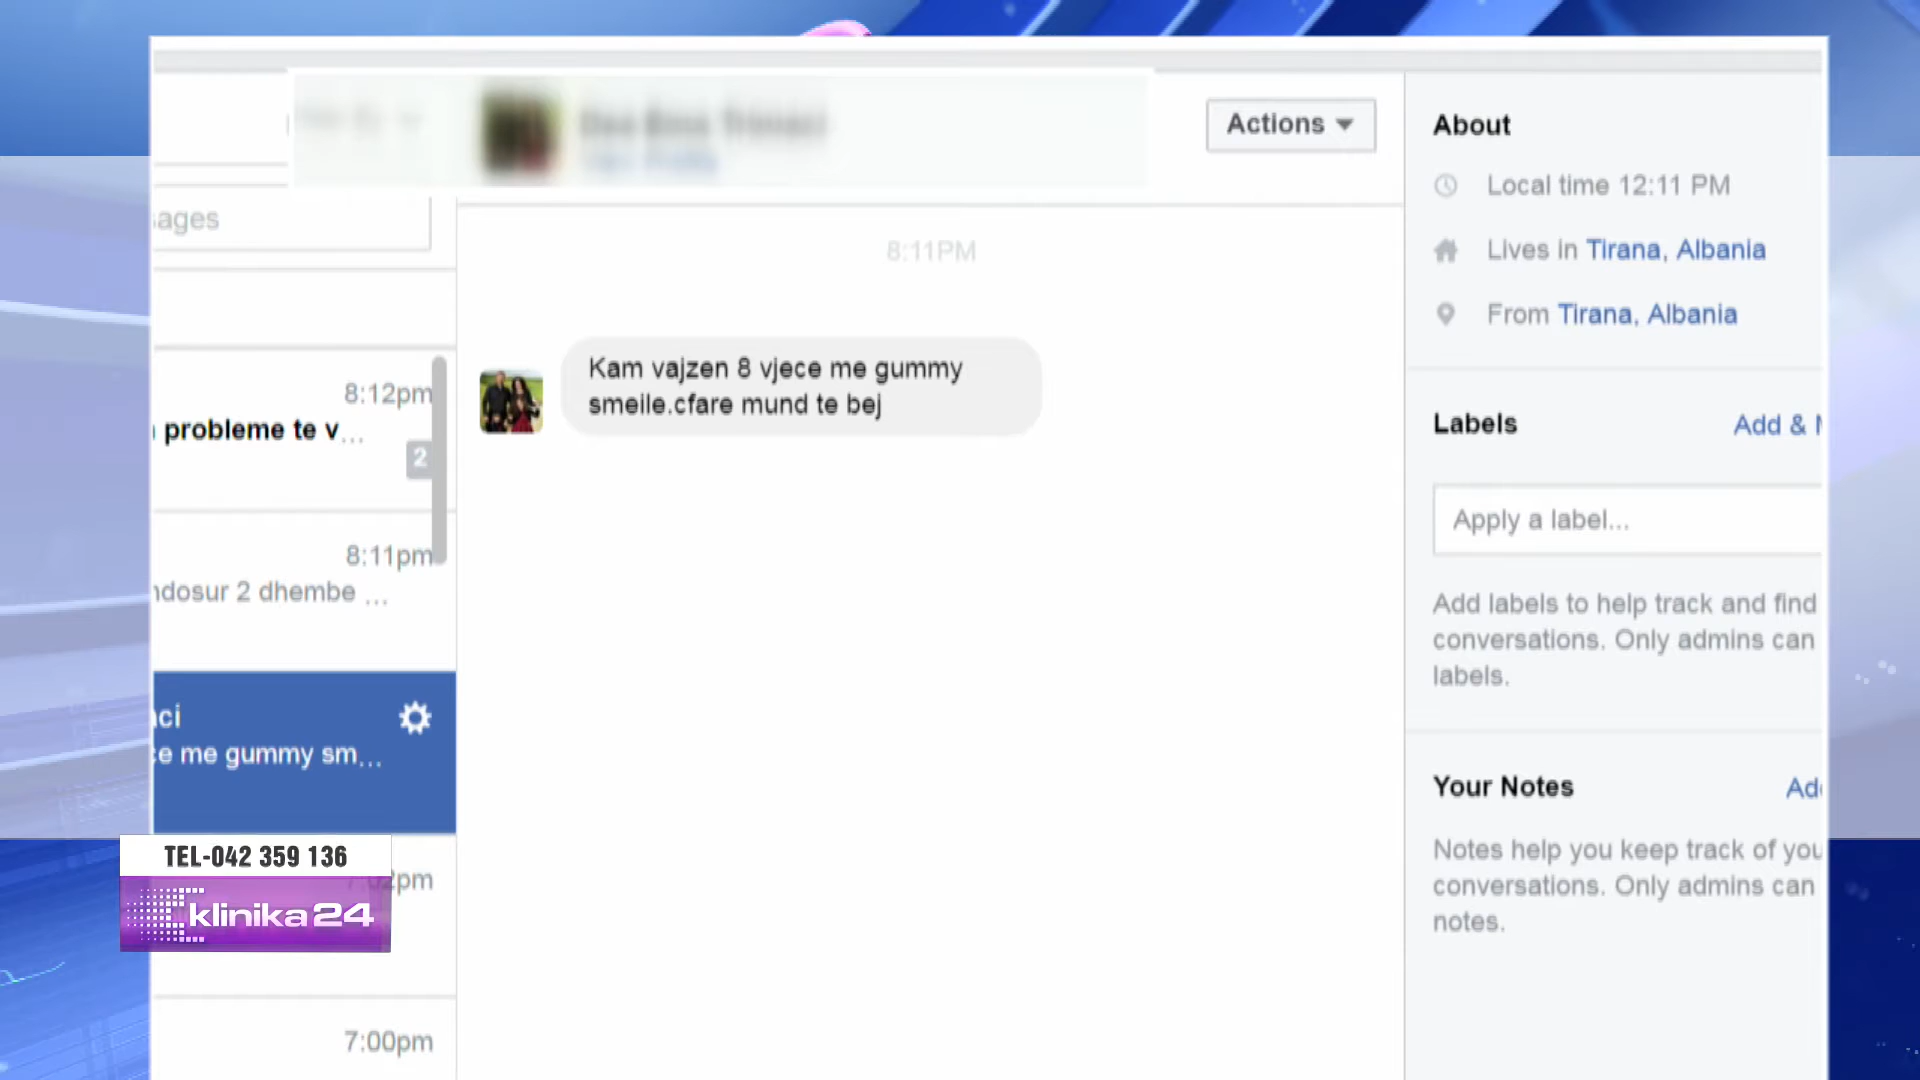 Actions
ages
8:11PM
Kam vajzen 8 vjece me gummy
smeile.cfare mund te bej
8:12pm
probleme te v...
2
8:11pm
ndosur 2 dhembe ...
ci
e me gummy sm...
pm
7:00pm
About
Local time 12:11 PM
Lives in Tirana, Albania
From Tirana, Albania
Labels
Add &
Apply a label...
Add labels to help track and find
conversations. Only admins can
labels.
Your Notes
Ad
Notes help you keep track of you
conversations. Only admins can
notes.
TEL-042 359 136
klinika 24